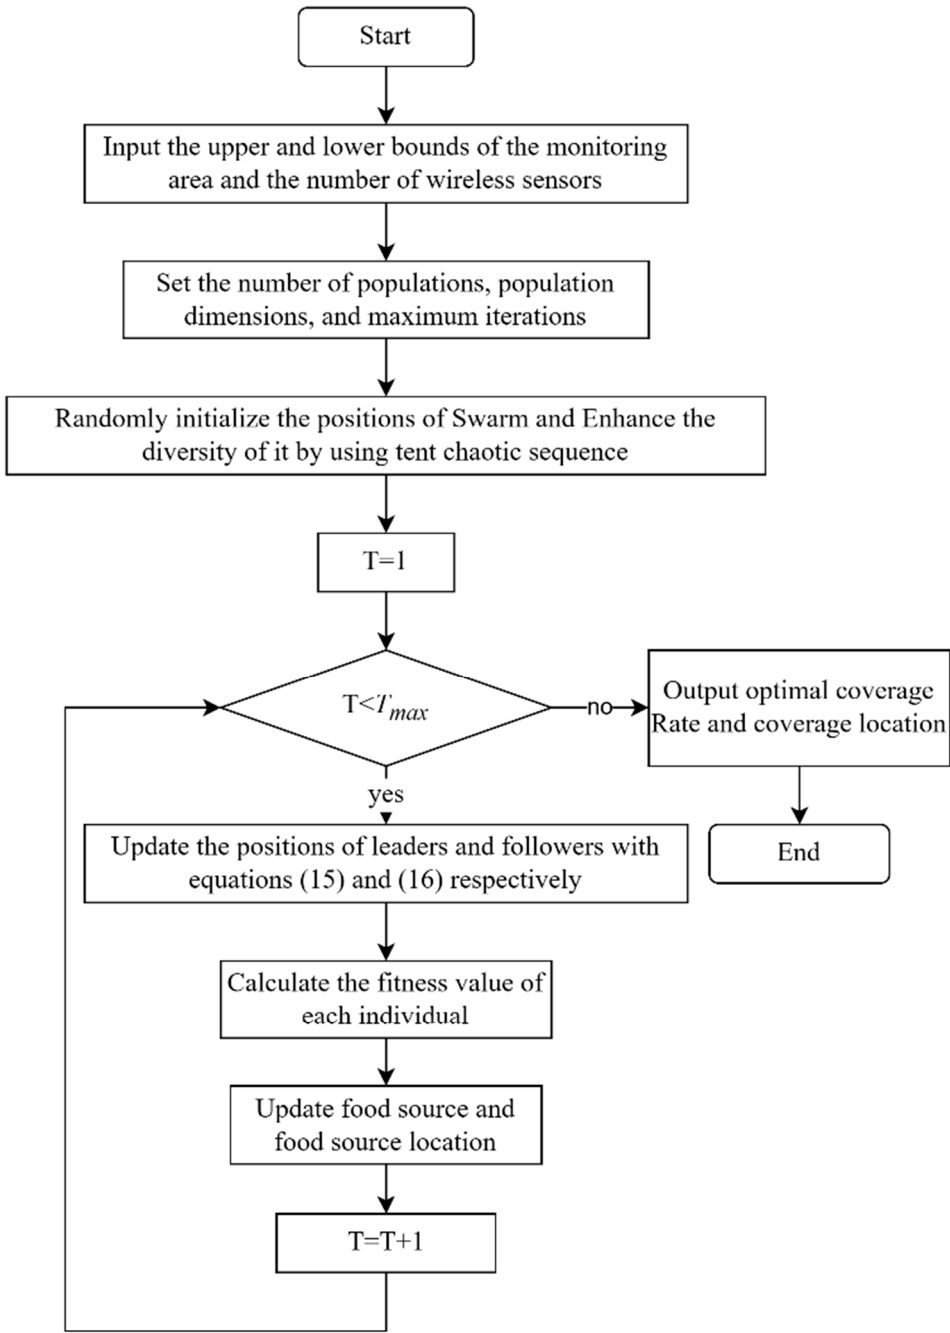 Start
Input the upper and lower bounds of the monitoring
area and the number of wireless sensors
Set the number of populations, population
dimensions, and maximum iterations
Randomly initialize the positions of Swarm and Enhance the
diversity of it by using tent chaotic sequence
T=1
T<T_max
no
Output optimal coverage
Rate and coverage location
End
yes
Update the positions of leaders and followers with
equations (15) and (16) respectively
Calculate the fitness value of
each individual
Update food source and
food source location
T=T+1